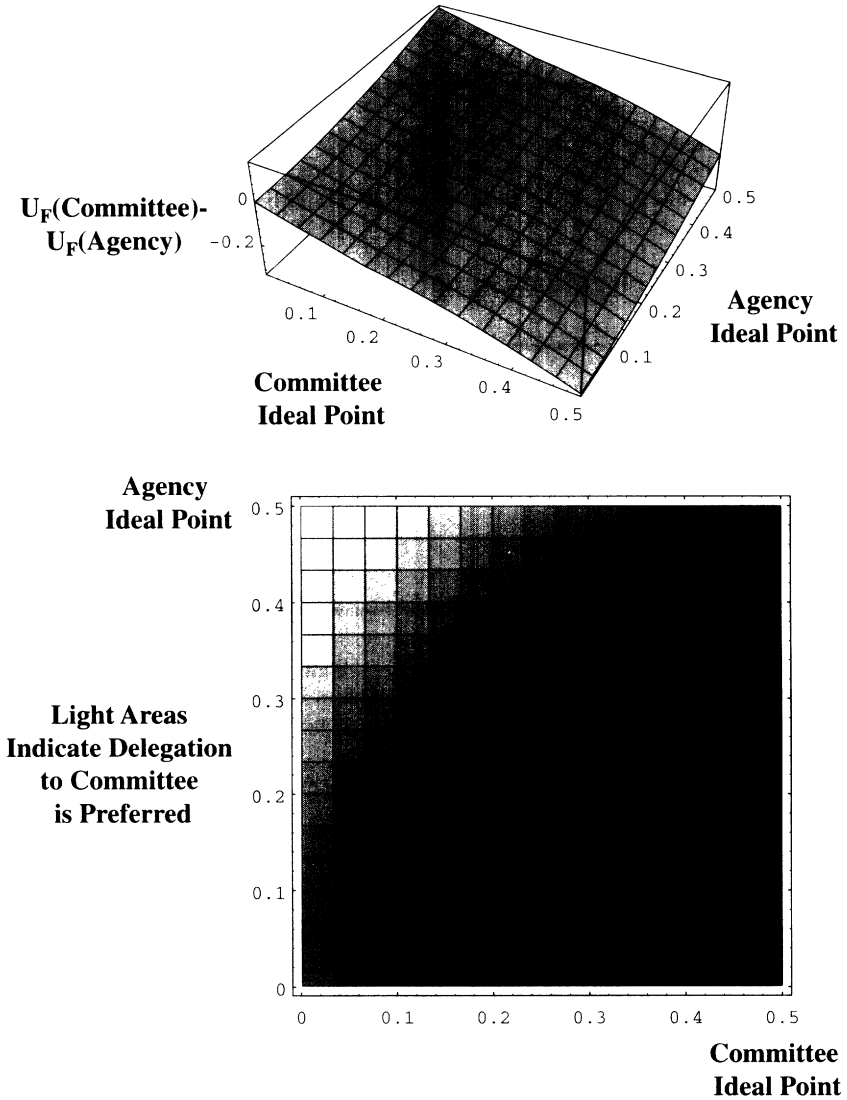 U_F(Committee)-
U_F(Agency)
0
-0.2
0.1
0.2
0.3
0.4
0.5
Committee
Ideal Point
0.5
0.4
0.3
0.2
0.1
Agency
Ideal Point
Agency
Ideal Point
Light Areas
Indicate Delegation
to Committee
is Preferred
0.5
0.4
0.3
0.2
0.1
0
0 0.1 0.2 0.3 0.4 0.5
Committee
Ideal Point